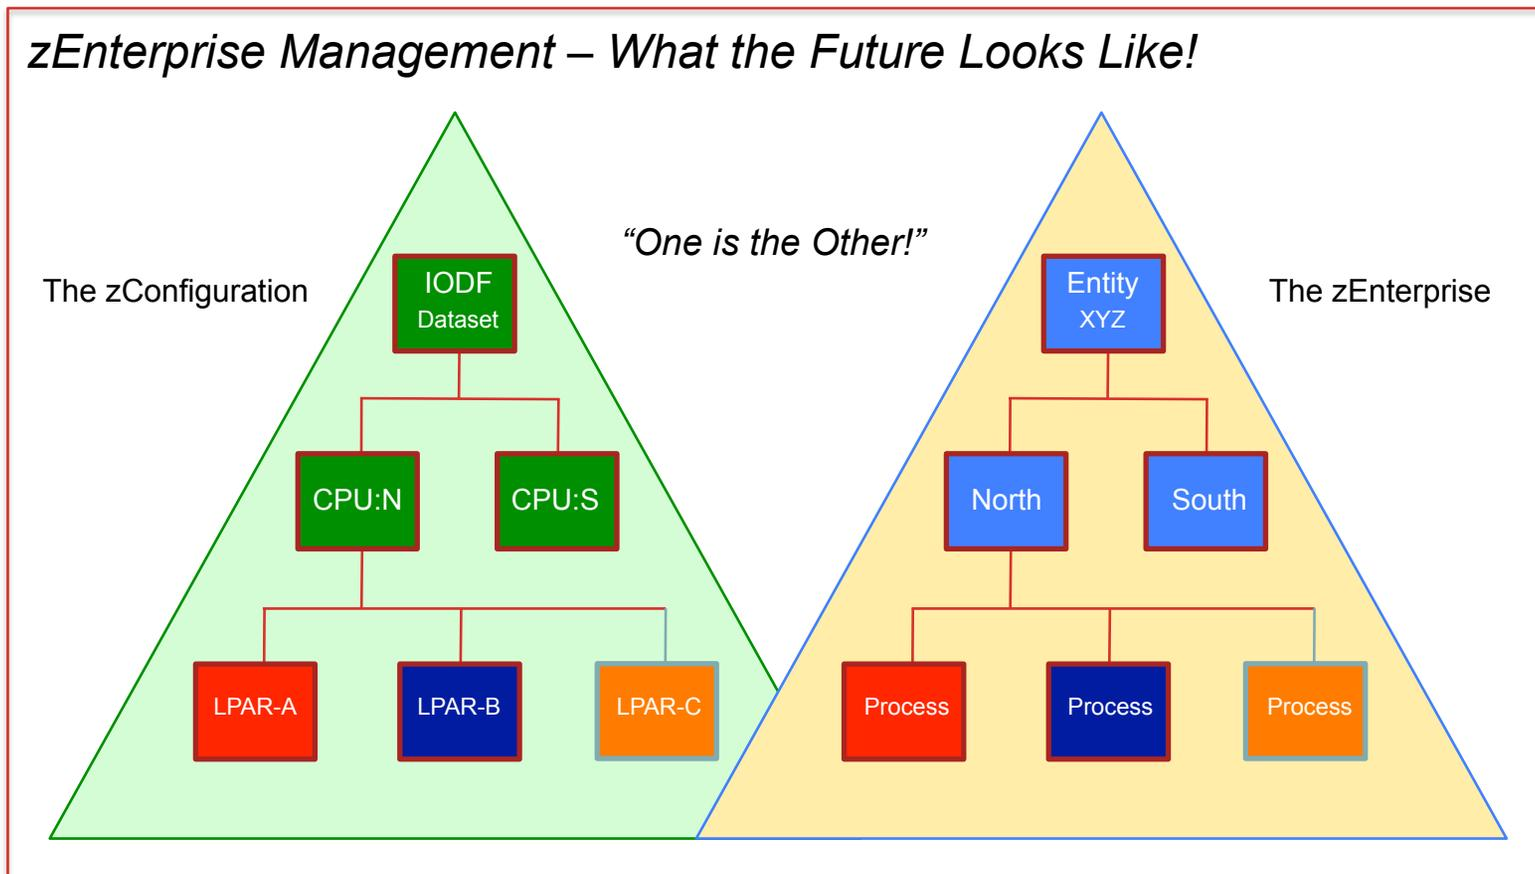 zEnterprise Management – What the Future Looks Like!
“One is the Other!”
The zConfiguration
IODF
Dataset
CPU:N
CPU:S
LPAR-A
LPAR-B
LPAR-C
The zEnterprise
Entity
XYZ
North
South
Process
Process
Process